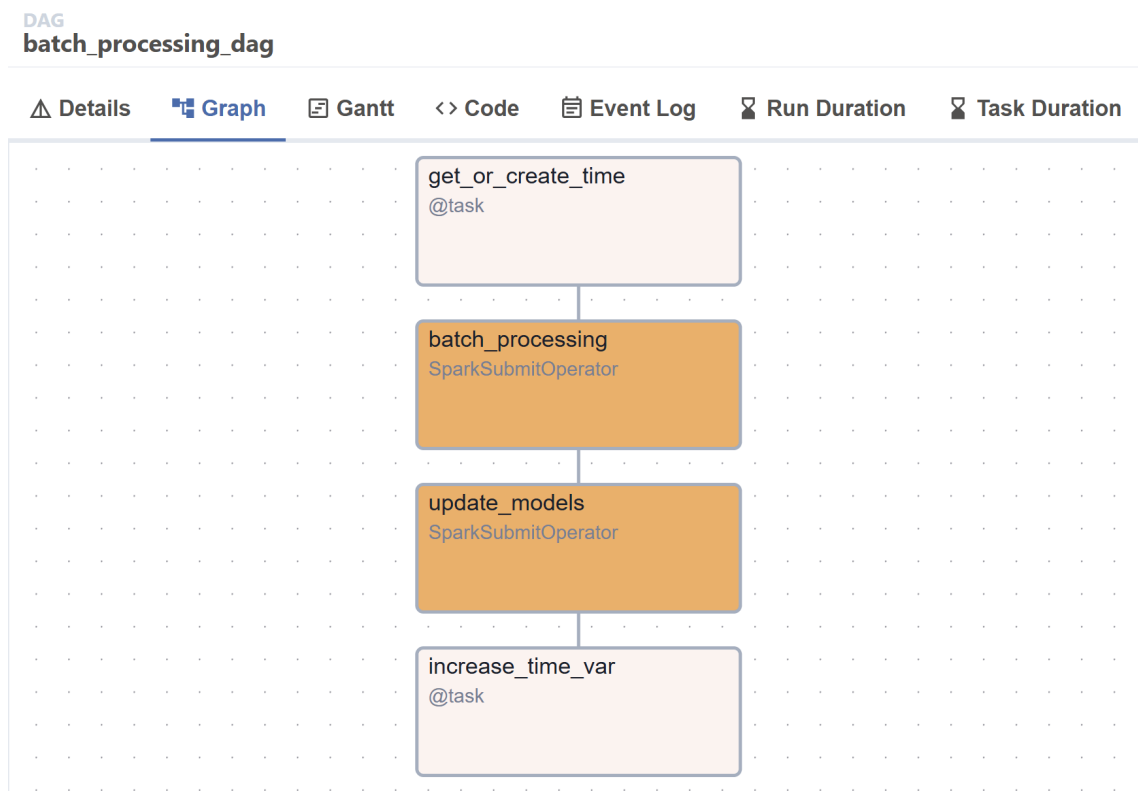 DAG
batch_processing_dag
Details Graph Gantt Code Event Log Run Duration Task Duration
get_or_create_time
@task
batch_processing
SparkSubmitOperator
update_models
SparkSubmitOperator
increase_time_var
@task